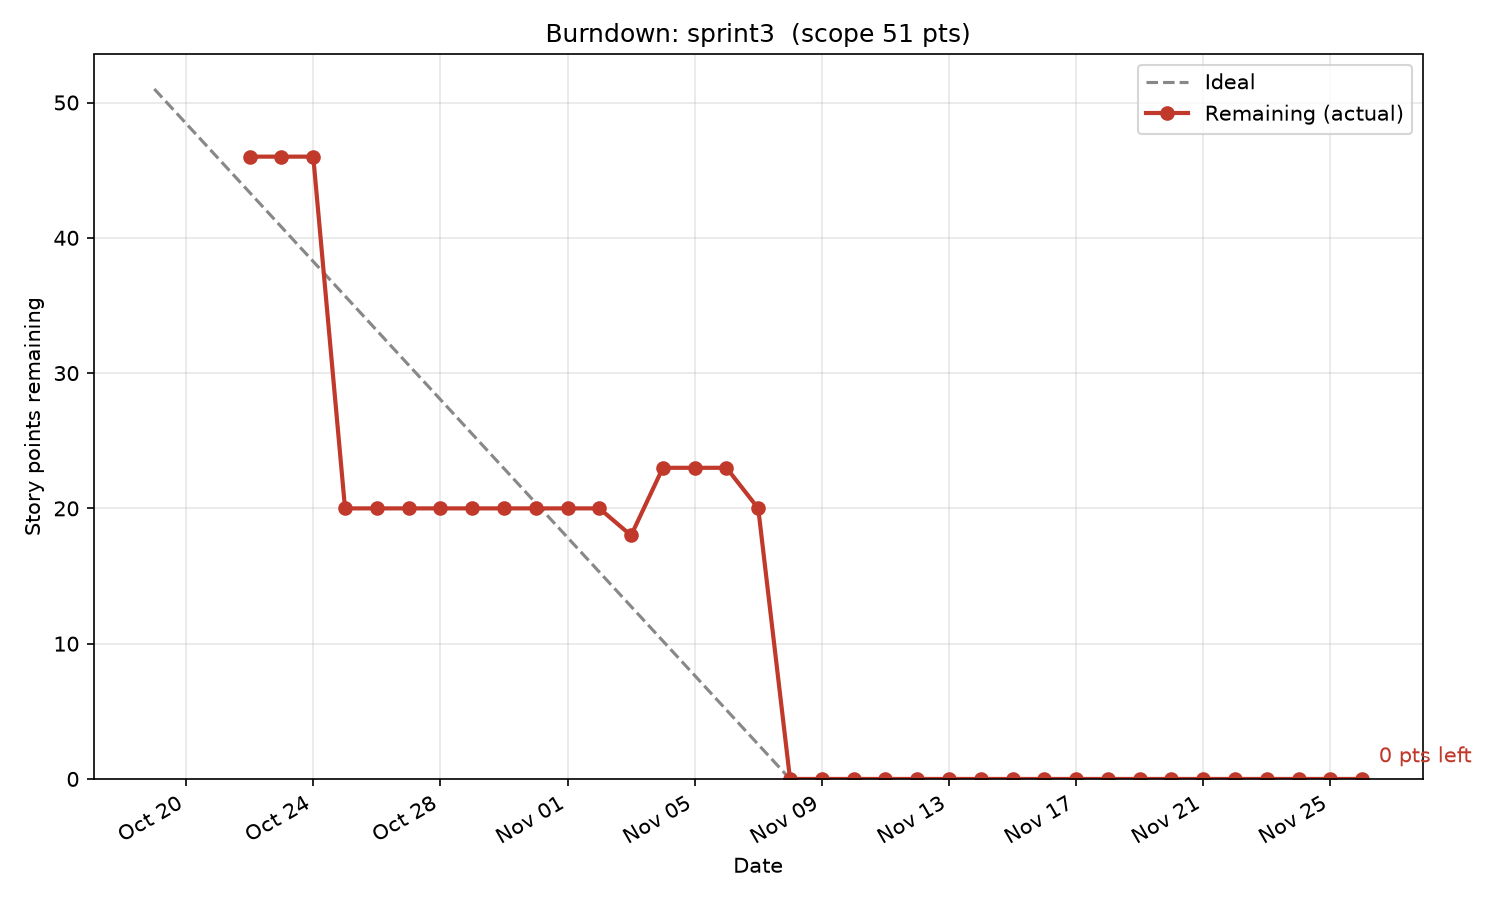 Burndown: sprint3  (scope 51 pts)
Ideal
Remaining (actual)
Story points remaining
50
40
30
20
10
0
0 pts left
Oct 20
Oct 24
Oct 28
Nov 01
Nov 05
Nov 09
Nov 13
Nov 17
Nov 21
Nov 25
Date